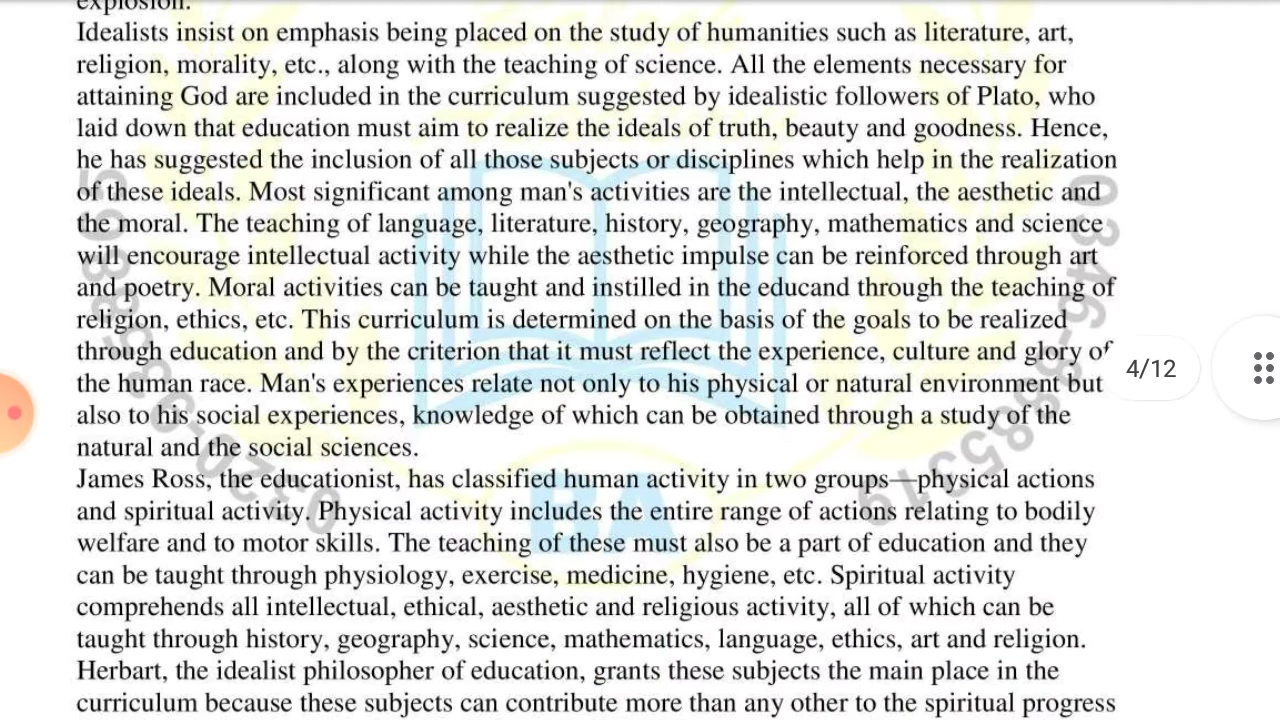 explosion.
Idealists insist on emphasis being placed on the study of humanities such as literature, art,
religion, morality, etc., along with the teaching of science. All the elements necessary for
attaining God are included in the curriculum suggested by idealistic followers of Plato, who
laid down that education must aim to realize the ideals of truth, beauty and goodness. Hence,
he has suggested the inclusion of all those subjects or disciplines which help in the realization
of these ideals. Most significant among man's activities are the intellectual, the aesthetic and
the moral. The teaching of language, literature, history, geography, mathematics and science
will encourage intellectual activity while the aesthetic impulse can be reinforced through art
and poetry. Moral activities can be taught and instilled in the educand through the teaching of
religion, ethics, etc. This curriculum is determined on the basis of the goals to be realized
through education and by the criterion that it must reflect the experience, culture and glory of
the human race. Man's experiences relate not only to his physical or natural environment but
also to his social experiences, knowledge of which can be obtained through a study of the
natural and the social sciences.
James Ross, the educationist, has classified human activity in two groups—physical actions
and spiritual activity. Physical activity includes the entire range of actions relating to bodily
welfare and to motor skills. The teaching of these must also be a part of education and they
can be taught through physiology, exercise, medicine, hygiene, etc. Spiritual activity
comprehends all intellectual, ethical, aesthetic and religious activity, all of which can be
taught through history, geography, science, mathematics, language, ethics, art and religion.
Herbart, the idealist philosopher of education, grants these subjects the main place in the
curriculum because these subjects can contribute more than any other to the spiritual progress
4/12